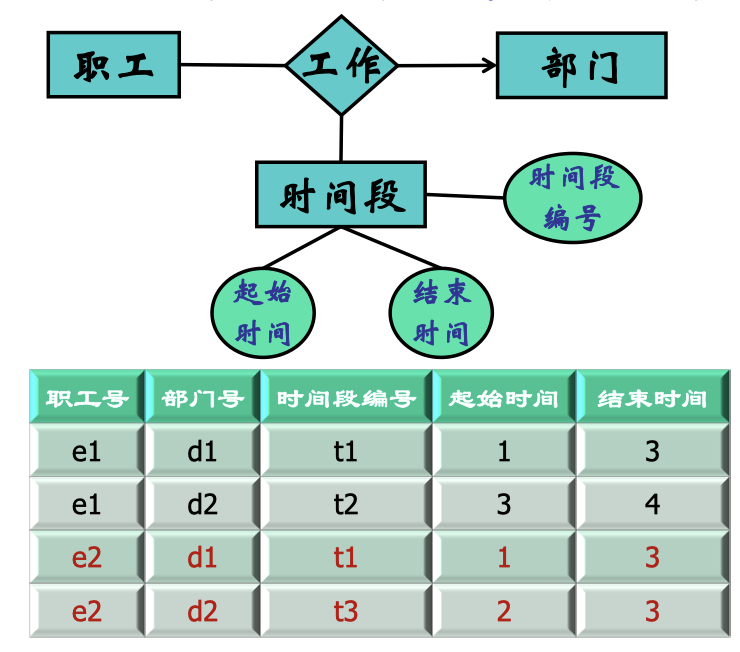 职工
工作
部门
时间段
时间段
编号
起始
时间
结束
时间
职工号 部门号 时间段编号 起始时间 结束时间
e1 d1 t1 1 3
e1 d2 t2 3 4
e2 d1 t1 1 3
e2 d2 t3 2 3